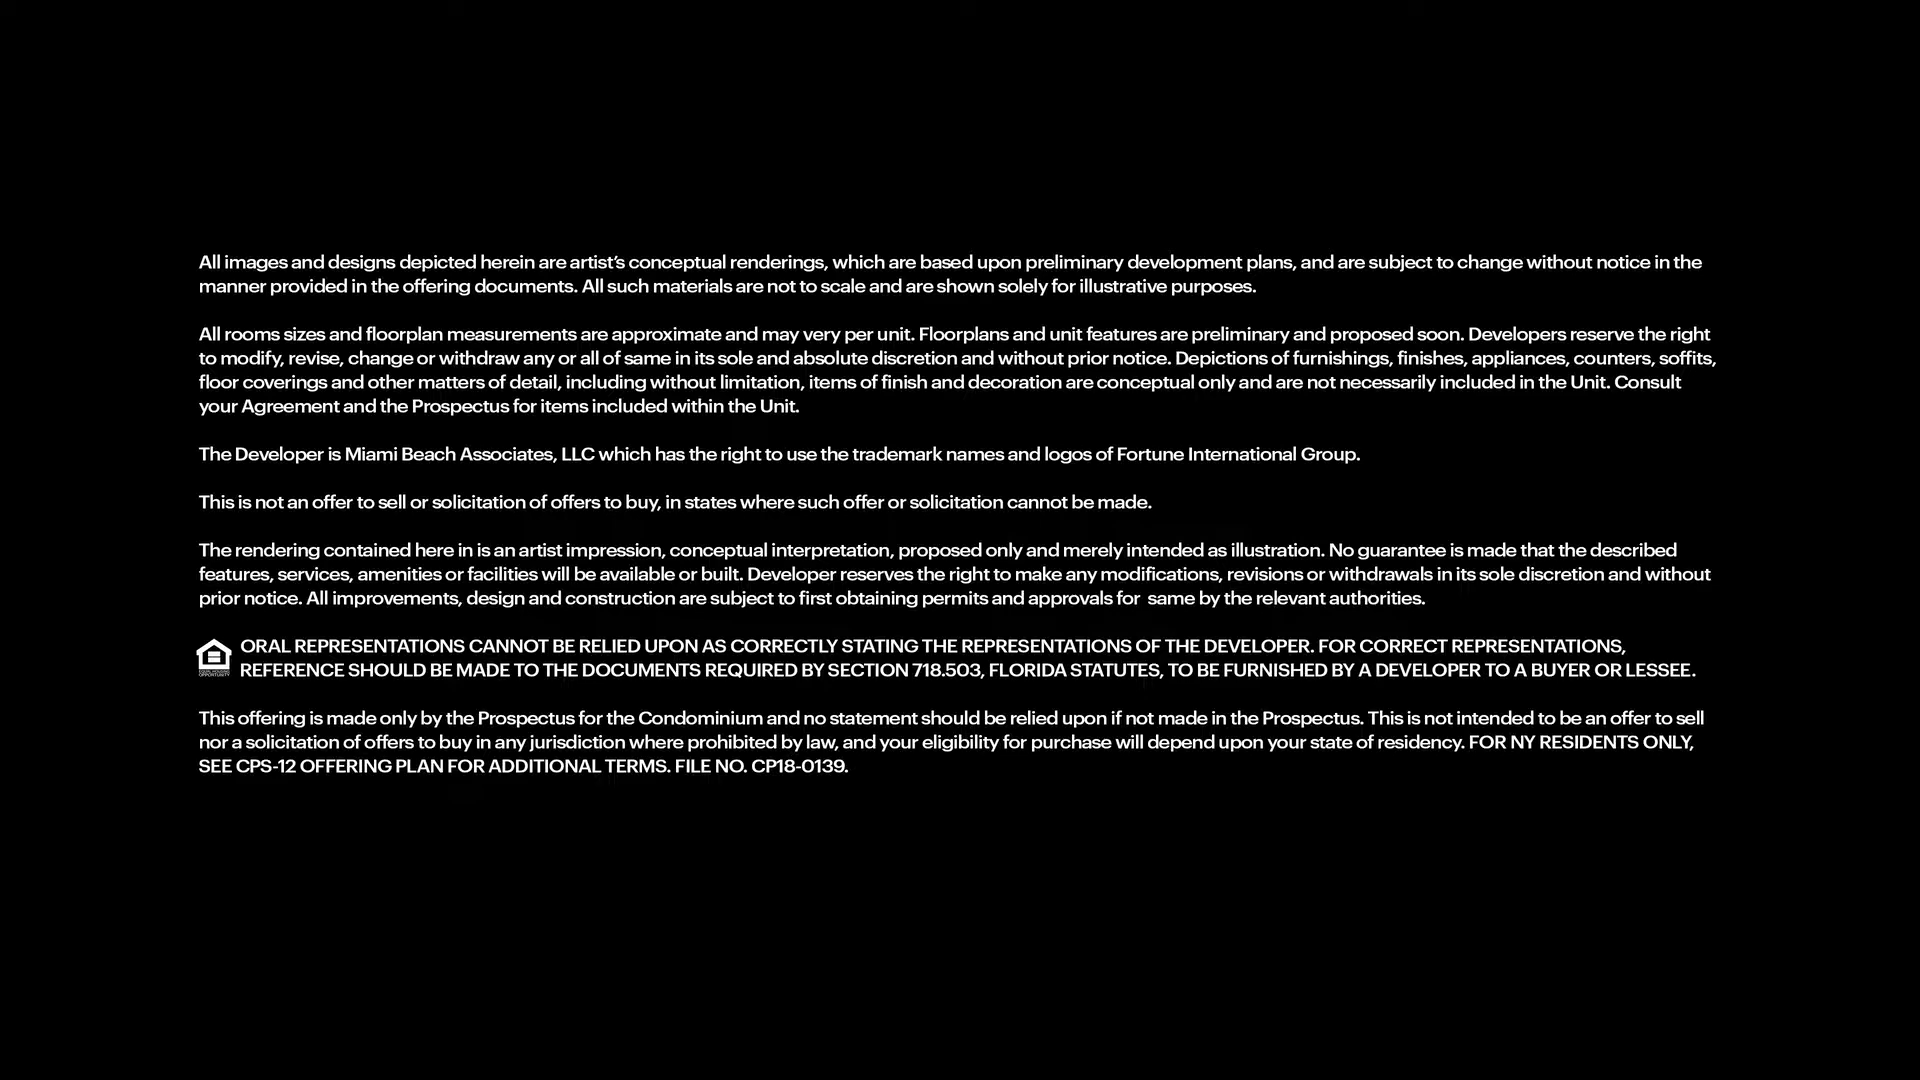 All images and designs depicted herein are artist’s conceptual renderings, which are based upon preliminary development plans, and are subject to change without notice in the
manner provided in the offering documents. All such materials are not to scale and are shown solely for illustrative purposes.
All rooms sizes and floorplan measurements are approximate and may very per unit. Floorplans and unit features are preliminary and proposed soon. Developers reserve the right
to modify, revise, change or withdraw any or all of same in its sole and absolute discretion and without prior notice. Depictions of furnishings, finishes, appliances, counters, soffits,
floor coverings and other matters of detail, including without limitation, items of finish and decoration are conceptual only and are not necessarily included in the Unit. Consult
your Agreement and the Prospectus for items included within the Unit.
The Developer is Miami Beach Associates, LLC which has the right to use the trademark names and logos of Fortune International Group.
This is not an offer to sell or solicitation of offers to buy, in states where such offer or solicitation cannot be made.
The rendering contained here in is an artist impression, conceptual interpretation, proposed only and merely intended as illustration. No guarantee is made that the described
features, services, amenities or facilities will be available or built. Developer reserves the right to make any modifications, revisions or withdrawals in its sole discretion and without
prior notice. All improvements, design and construction are subject to first obtaining permits and approvals for same by the relevant authorities.
ORAL REPRESENTATIONS CANNOT BE RELIED UPON AS CORRECTLY STATING THE REPRESENTATIONS OF THE DEVELOPER. FOR CORRECT REPRESENTATIONS,
REFERENCE SHOULD BE MADE TO THE DOCUMENTS REQUIRED BY SECTION 718.503, FLORIDA STATUTES, TO BE FURNISHED BY A DEVELOPER TO A BUYER OR LESSEE.
OPPORTUNITY
This offering is made only by the Prospectus for the Condominium and no statement should be relied upon if not made in the Prospectus. This is not intended to be an offer to sell
nor a solicitation of offers to buy in any jurisdiction where prohibited by law, and your eligibility for purchase will depend upon your state of residency. FOR NY RESIDENTS ONLY,
SEE CPS-12 OFFERING PLAN FOR ADDITIONAL TERMS. FILE NO. CP18-0139.